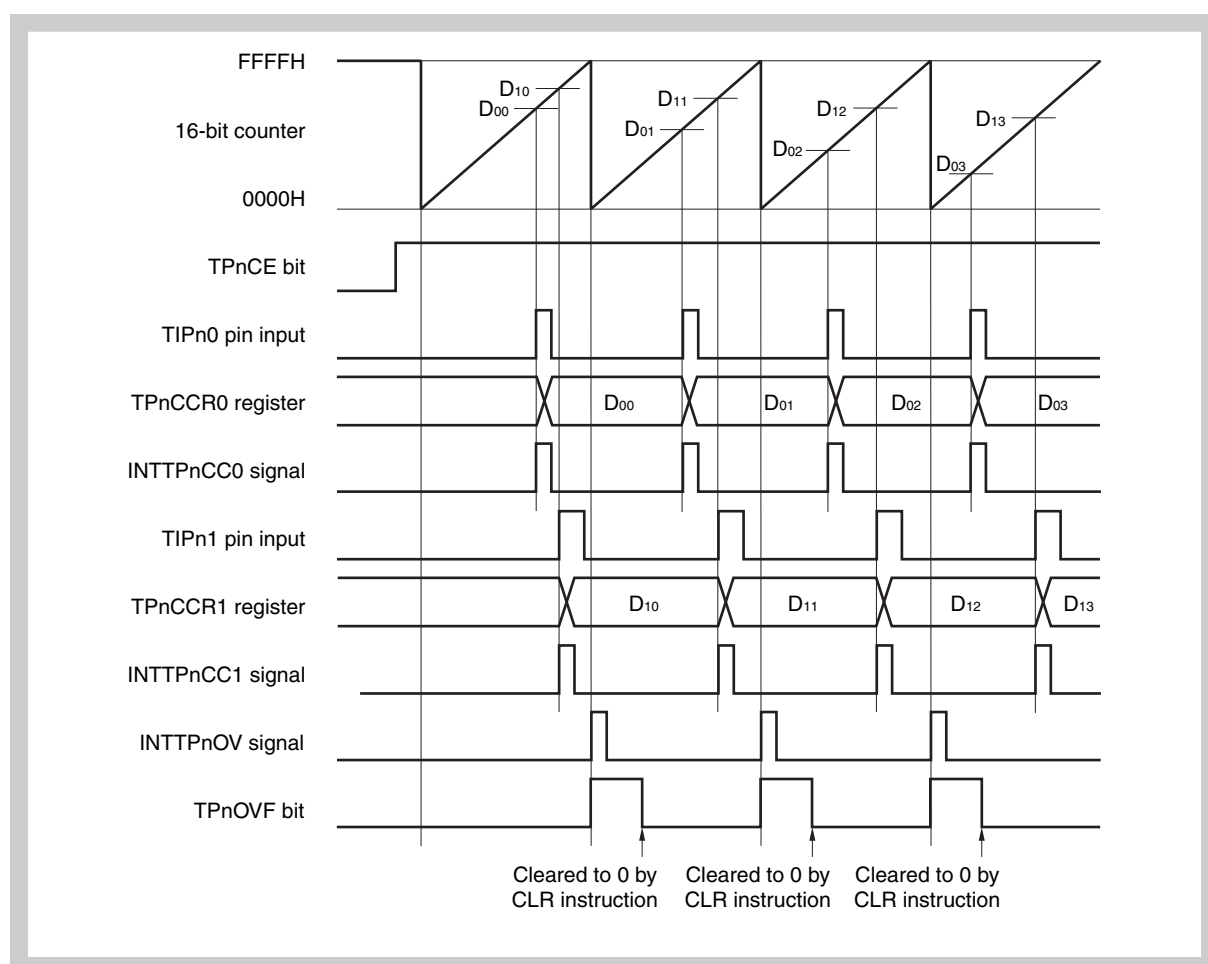 FFFFH
D10
D00
D11
D12
D13
16-bit counter
D01
D02
D03
0000H
TPnCE bit
TIPn0 pin input
TPnCCR0 register
D00
D01
D02
D03
INTTPnCC0 signal
TIPn1 pin input
TPnCCR1 register
D10
D11
D12
D13
INTTPnCC1 signal
INTTPnOV signal
TPnOVF bit
Cleared to 0 by
CLR instruction
Cleared to 0 by
CLR instruction
Cleared to 0 by
CLR instruction